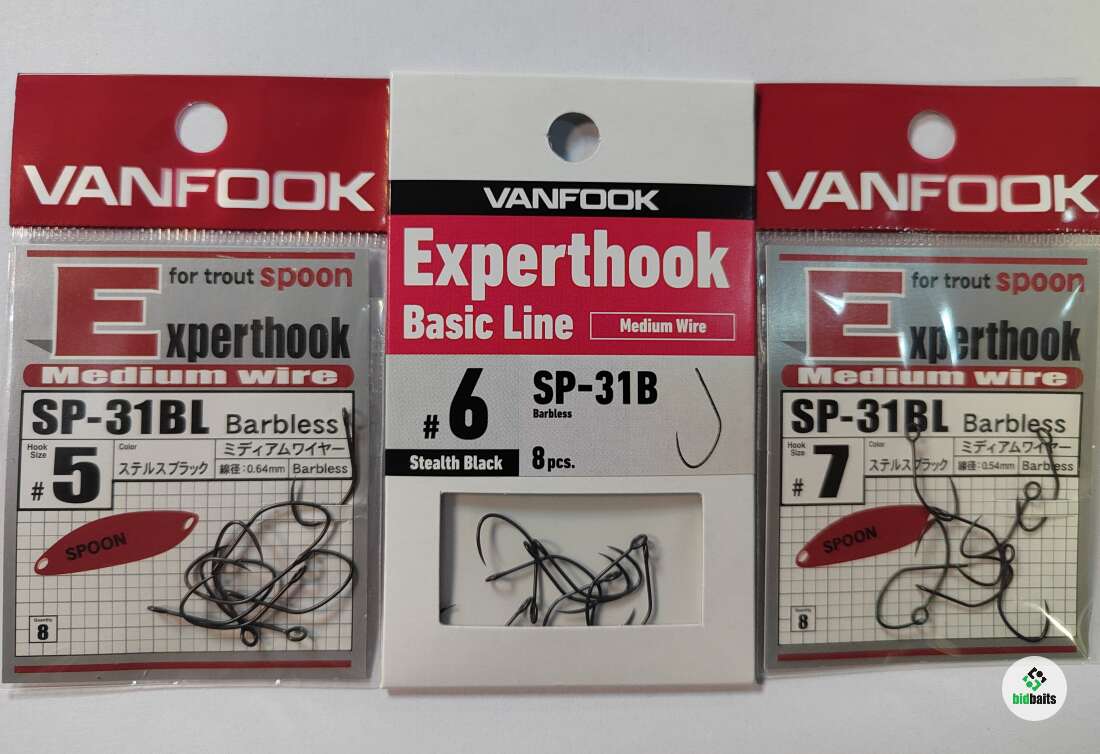 VANFOOK
E
for trout spoon
xperthook
Medium wire
SP-31BL Barbless
Hook Size
#5
Color
ステルスブラック
ミディアムワイヤー
線径:0.64mm Barbless
SPOON
Quantity
8
VANFOOK
Experthook
Basic Line
Medium Wire
#6
SP-31B
Barbless
Stealth Black
8 pcs.
VANFOOK
E
for trout spoon
xperthook
Medium wire
SP-31BL Barbless
Hook Size
#7
Color
ステルスブラック
ミディアムワイヤー
線径:0.54mm Barbless
SPOON
Quantity
8
bidbaits